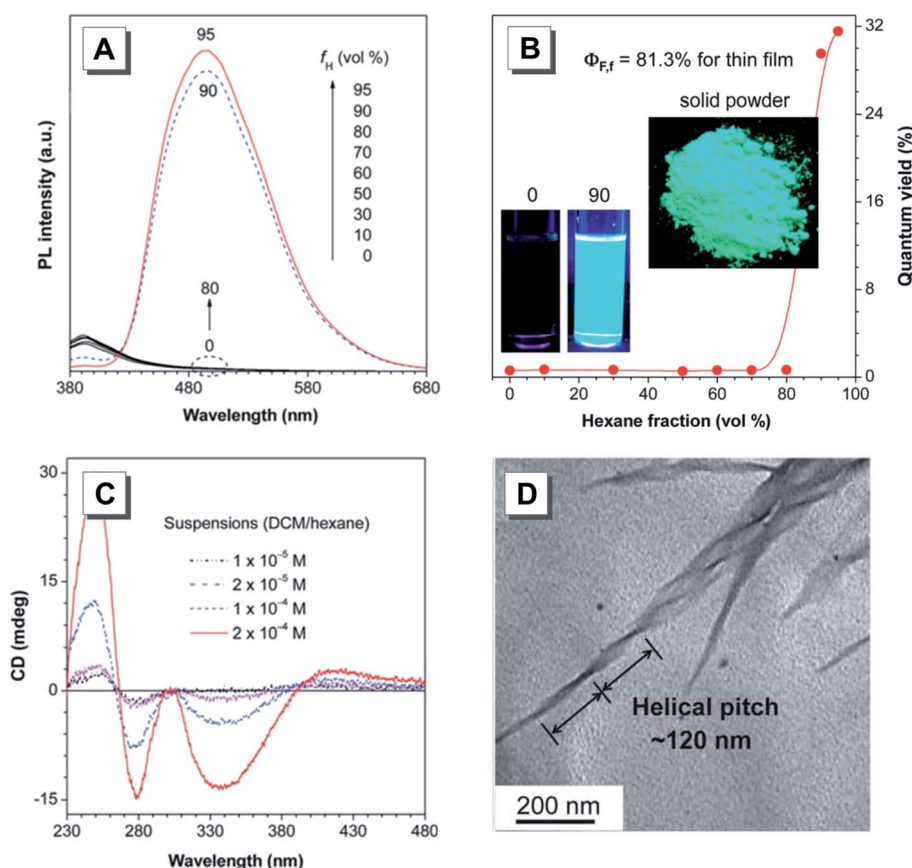 A
95
90
f_H (vol %)
95
95
90
80
70
60
50
30
10
0
80
0
PL intensity (a.u.)
380 480 580 680
Wavelength (nm)
B
Φ_F,f = 81.3% for thin film
solid powder
0 90
32
24
16
8
0
Quantum yield (%)
0 20 40 60 80 100
Hexane fraction (vol %)
C
Suspensions (DCM/hexane)
1 x 10⁻⁵ M
2 x 10⁻⁵ M
1 x 10⁻⁴ M
2 x 10⁻⁴ M
30
15
0
-15
CD (mdeg)
230 280 330 380 430 480
Wavelength (nm)
D
Helical pitch
~120 nm
200 nm